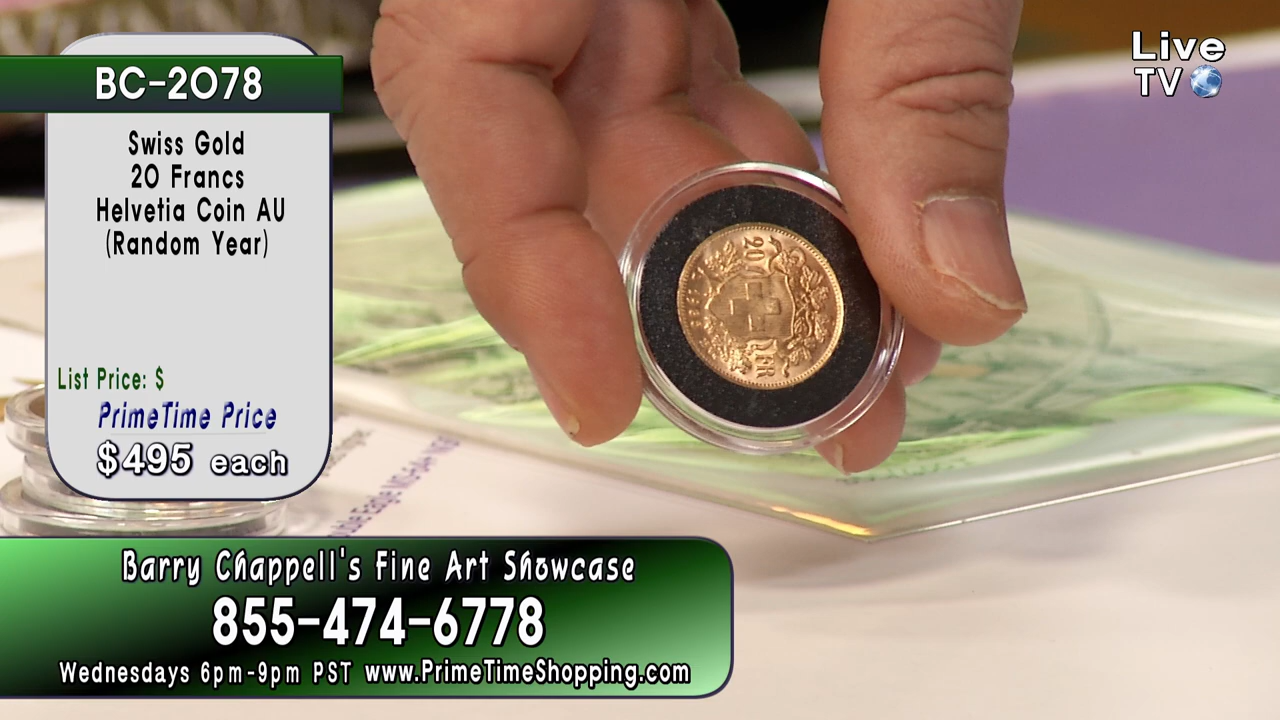 BC-2078
Swiss Gold
20 Francs
Helvetia Coin AU
(Random Year)
List Price: $
PrimeTime Price
$495 each
Live
TV
20
FR
Barry Chappell's Fine Art Showcase
855-474-6778
Wednesdays 6pm-9pm PST www.PrimeTimeShopping.com